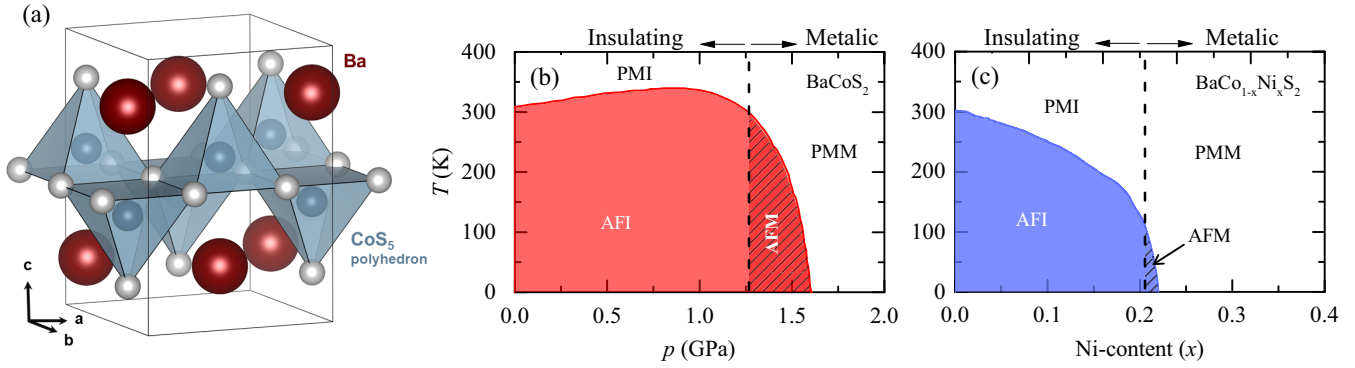 (a)
Ba
CoS5
polyhedron
c
a
b
Insulating Metalic
(b)
PMI
BaCoS2
PMM
AFI
AFM
400
300
200
100
0
T (K)
0.0 0.5 1.0 1.5 2.0
p (GPa)
Insulating Metalic
(c)
PMI
BaCo1-xNixS2
PMM
AFI
AFM
400
300
200
100
0
0.0 0.1 0.2 0.3 0.4
Ni-content (x)